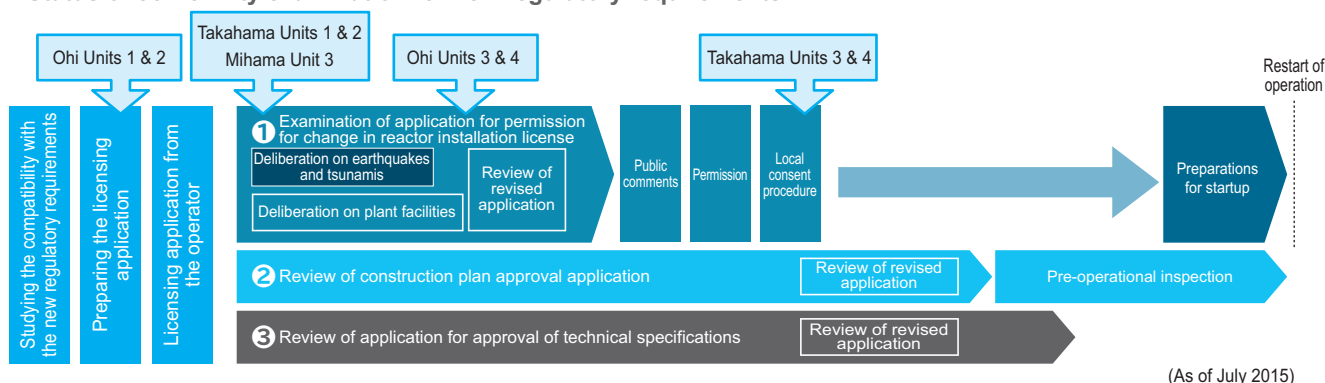 Ohi Units 1 & 2
Takahama Units 1 & 2
Mihama Unit 3
Ohi Units 3 & 4
Takahama Units 3 & 4
Restart of
operation
Studying the compatibility with
the new regulatory requirements
Preparing the licensing
application
Licensing application from
the operator
❶ Examination of application for permission
for change in reactor installation license
Deliberation on earthquakes
and tsunamis
Deliberation on plant facilities
Review of
revised
application
Public
comments
Permission
Local
consent
procedure
Preparations
for startup
❷ Review of construction plan approval application
Review of revised
application
Pre-operational inspection
❸ Review of application for approval of technical specifications
Review of revised
application
(As of July 2015)